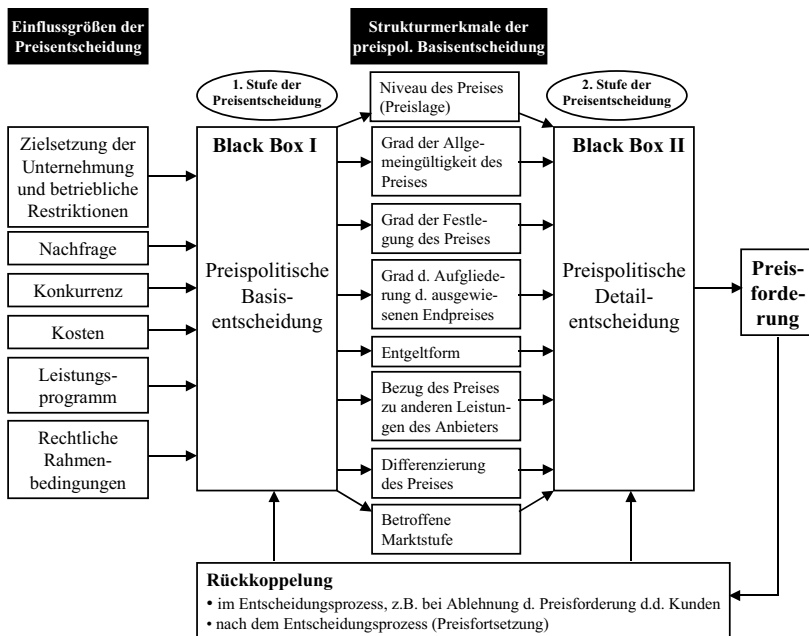 Einflussgrößen der
Preisentscheidung
Strukturmerkmale der
preispol. Basisentscheidung
1. Stufe der
Preisentscheidung
2. Stufe der
Preisentscheidung
Zielsetzung der
Unternehmung
und betriebliche
Restriktionen
Nachfrage
Konkurrenz
Kosten
Leistungs-
programm
Rechtliche
Rahmen-
bedingungen
Black Box I
Preispolitische
Basis-
entscheidung
Niveau des Preises
(Preislage)
Grad der Allge-
meingültigkeit des
Preises
Grad der Festle-
gung des Preises
Grad d. Aufgliede-
rung d. ausgewie-
senen Endpreises
Entgeltform
Bezug des Preises
zu anderen Leistun-
gen des Anbieters
Differenzierung
des Preises
Betroffene
Marktstufe
Black Box II
Preispolitische
Detail-
entscheidung
Preis-
forde-
rung
Rückkoppelung
• im Entscheidungsprozess, z.B. bei Ablehnung d. Preisforderung d.d. Kunden
• nach dem Entscheidungsprozess (Preisfortsetzung)